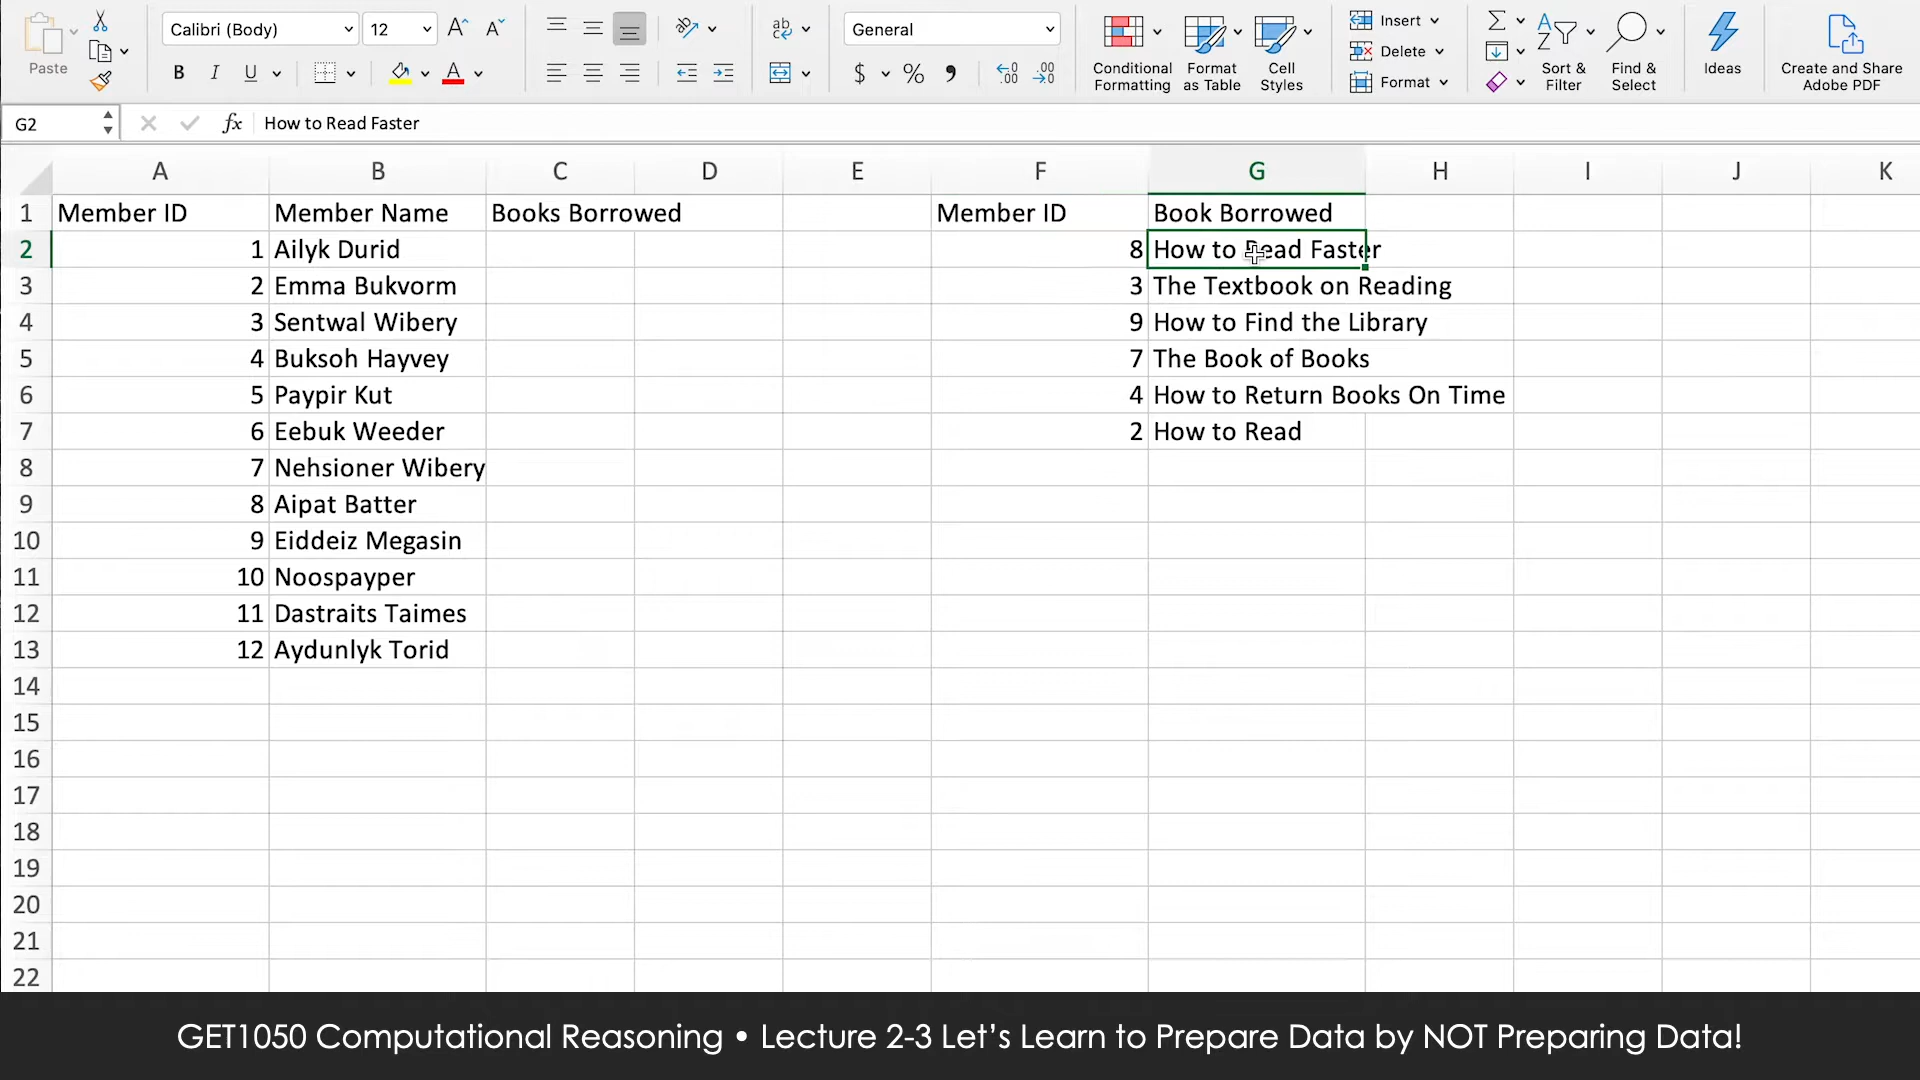 Paste
Calibri (Body) 12 A^ A˅
B I U A
ab
General
$ % 9 .00
Conditional Formatting
Format as Table
Cell Styles
Insert
Delete
Format
Sort & Filter
Find & Select
Ideas
Create and Share Adobe PDF
G2 fx How to Read Faster
A B C D E F G H I J K
1 Member ID Member Name Books Borrowed Member ID Book Borrowed
2 1 Ailyk Durid 8 How to Read Faster
3 2 Emma Bukvorm 3 The Textbook on Reading
4 3 Sentwal Wibery 9 How to Find the Library
5 4 Buksoh Hayvey 7 The Book of Books
6 5 Paypir Kut 4 How to Return Books On Time
7 6 Eebuk Weeder 2 How to Read
8 7 Nehsioner Wibery
9 8 Aipat Batter
10 9 Eiddeiz Megasin
11 10 Noospayper
12 11 Dastraits Taimes
13 12 Aydunlyk Torid
14
15
16
17
18
19
20
21
22
GET1050 Computational Reasoning • Lecture 2-3 Let’s Learn to Prepare Data by NOT Preparing Data!